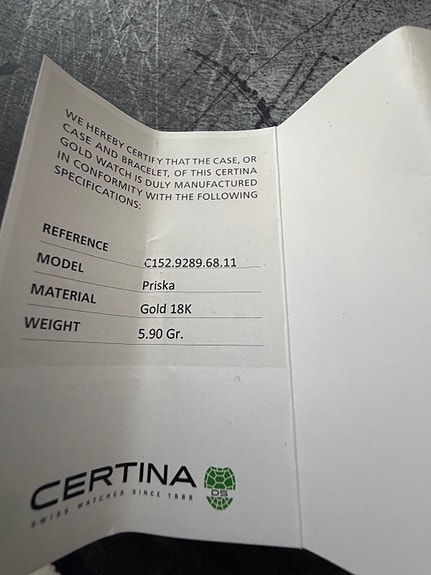 WE HEREBY CERTIFY THAT THE CASE, OR
CASE AND BRACELET, OF THIS CERTINA
GOLD WATCH IS DULY MANUFACTURED
IN CONFORMITY WITH THE FOLLOWING
SPECIFICATIONS:
REFERENCE C152.9289.68.11
MODEL Priska
MATERIAL Gold 18K
WEIGHT 5.90 Gr.
CERTINA DS
SWISS WATCHES SINCE 1888